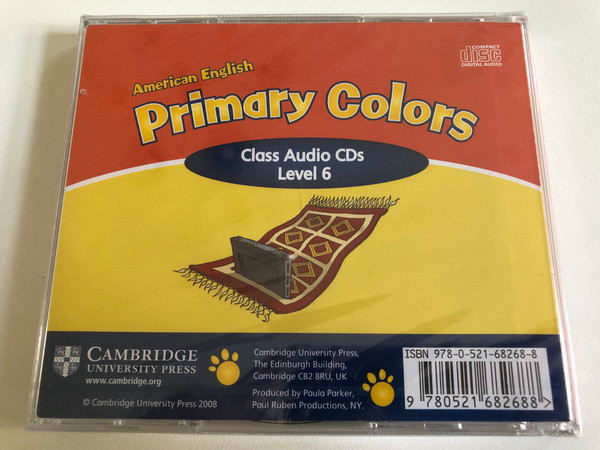 COMPACT
disc
DIGITAL AUDIO
American English
Primary Colors
Class Audio CDs
Level 6
CAMBRIDGE
UNIVERSITY PRESS
www.cambridge.org
© Cambridge University Press 2008
Cambridge University Press,
The Edinburgh Building,
Cambridge CB2 8RU, UK
Produced by Paula Parker,
Paul Ruben Productions, NY.
ISBN 978-0-521-68268-8
9 780521 682688 >